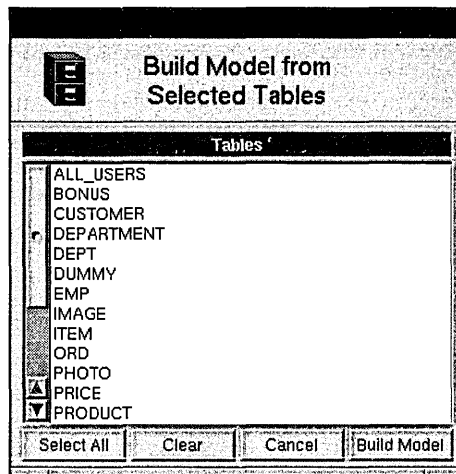 Build Model from
Selected Tables
Tables
ALL_USERS
BONUS
CUSTOMER
DEPARTMENT
DEPT
DUMMY
EMP
IMAGE
ITEM
ORD
PHOTO
PRICE
PRODUCT
Select All Clear Cancel Build Model